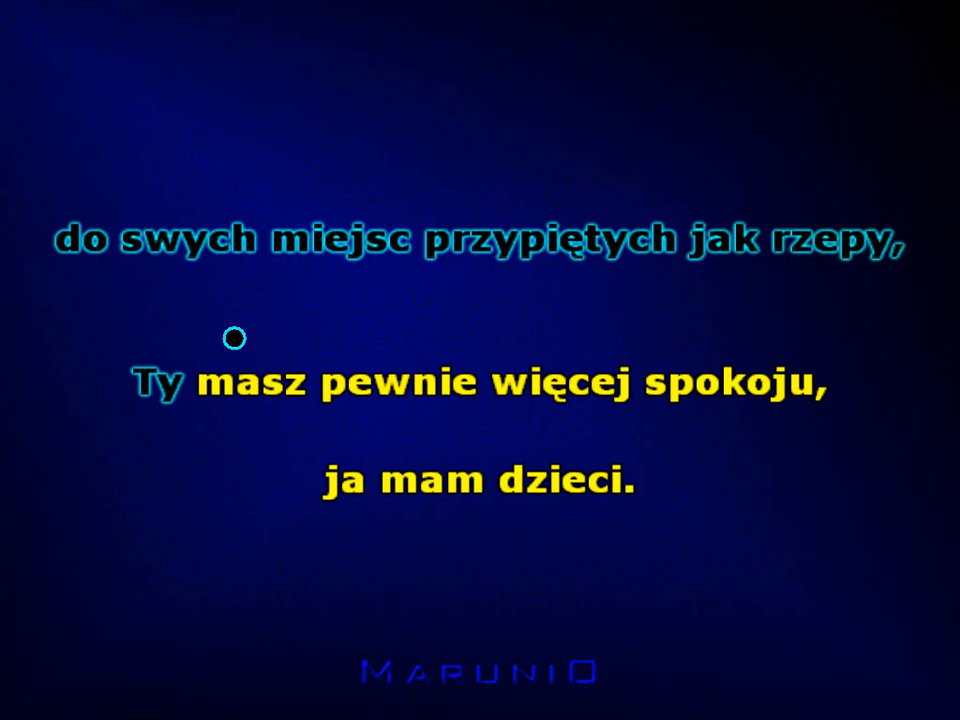 do swych miejsc przypiętych jak rzepy,
Ty masz pewnie więcej spokoju,
ja mam dzieci.
MARUNIO